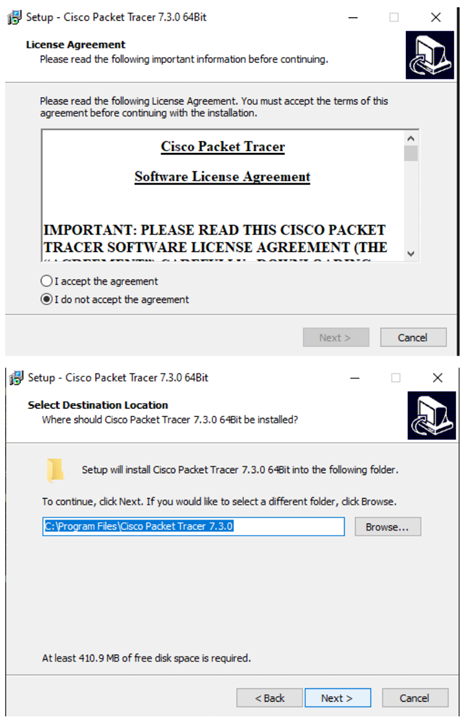 Setup - Cisco Packet Tracer 7.3.0 64Bit
License Agreement
Please read the following important information before continuing.
Please read the following License Agreement. You must accept the terms of this
agreement before continuing with the installation.
Cisco Packet Tracer
Software License Agreement
IMPORTANT: PLEASE READ THIS CISCO PACKET
TRACER SOFTWARE LICENSE AGREEMENT (THE
I accept the agreement
I do not accept the agreement
Next >
Cancel
Setup - Cisco Packet Tracer 7.3.0 64Bit
Select Destination Location
Where should Cisco Packet Tracer 7.3.0 64Bit be installed?
Setup will install Cisco Packet Tracer 7.3.0 64Bit into the following folder.
To continue, click Next. If you would like to select a different folder, click Browse.
C:\Program Files\Cisco Packet Tracer 7.3.0
Browse...
At least 410.9 MB of free disk space is required.
< Back
Next >
Cancel